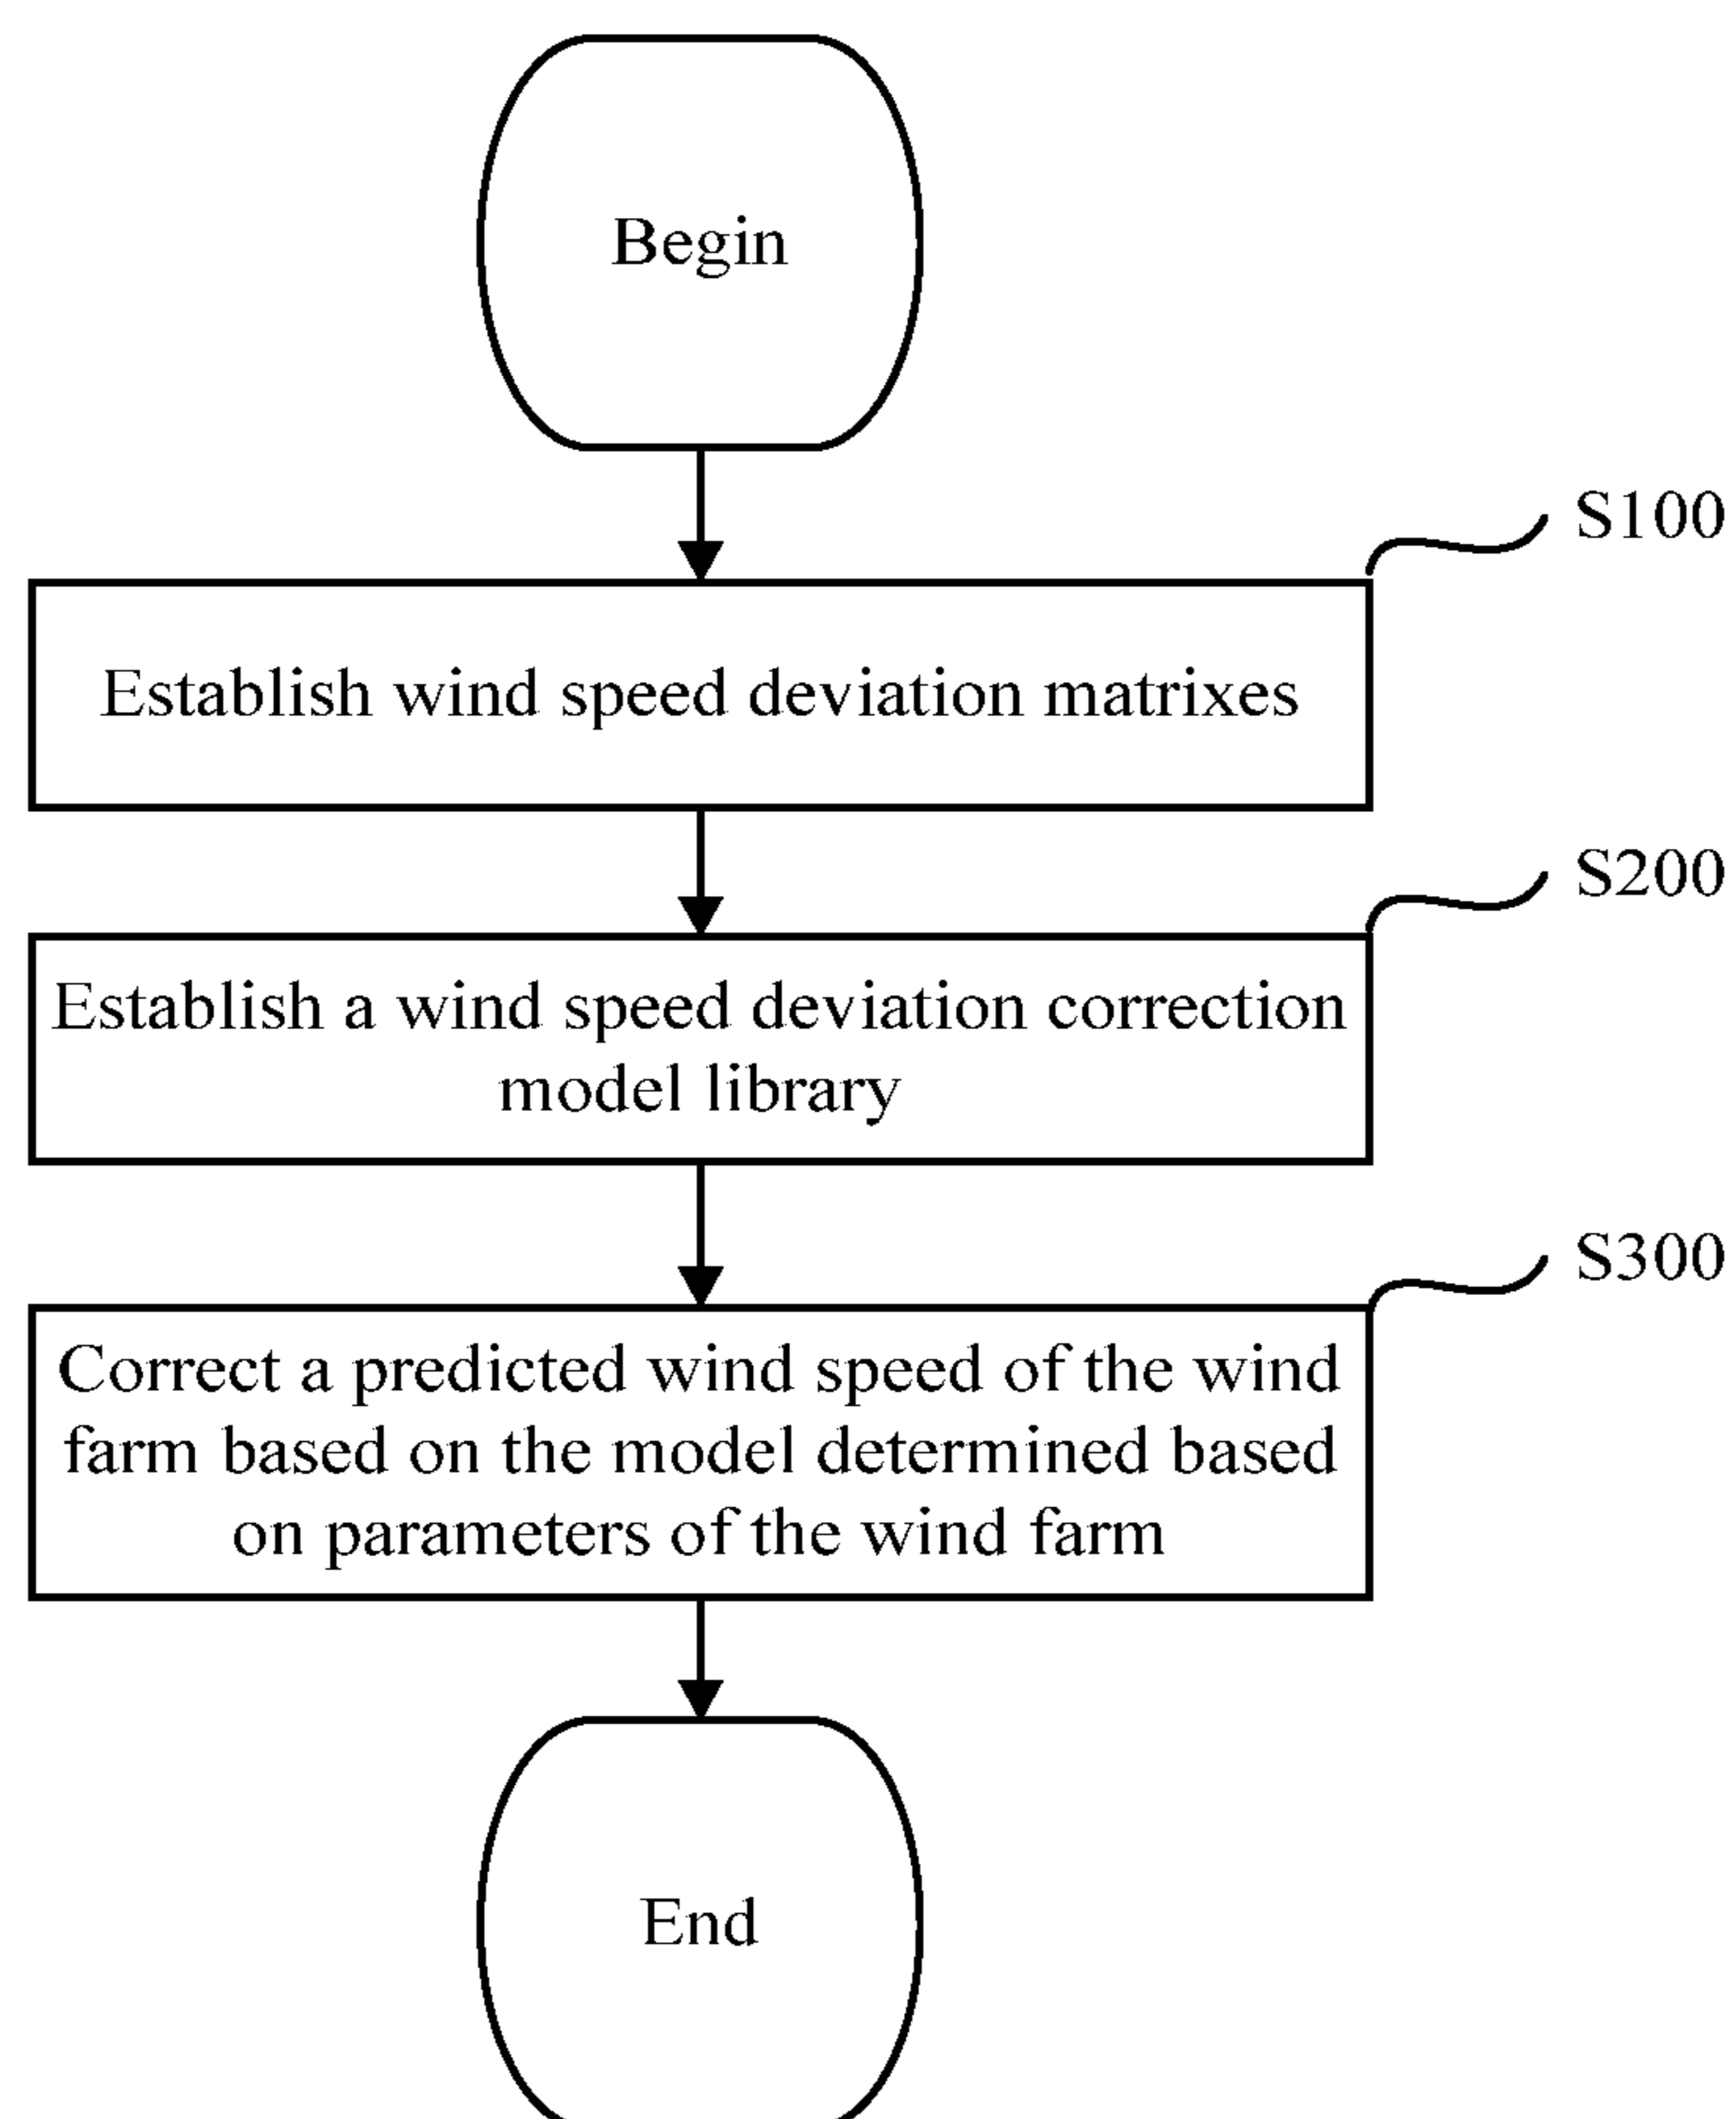 Begin
S100
Establish wind speed deviation matrixes
S200
Establish a wind speed deviation correction
model library
S300
Correct a predicted wind speed of the wind
farm based on the model determined based
on parameters of the wind farm
End